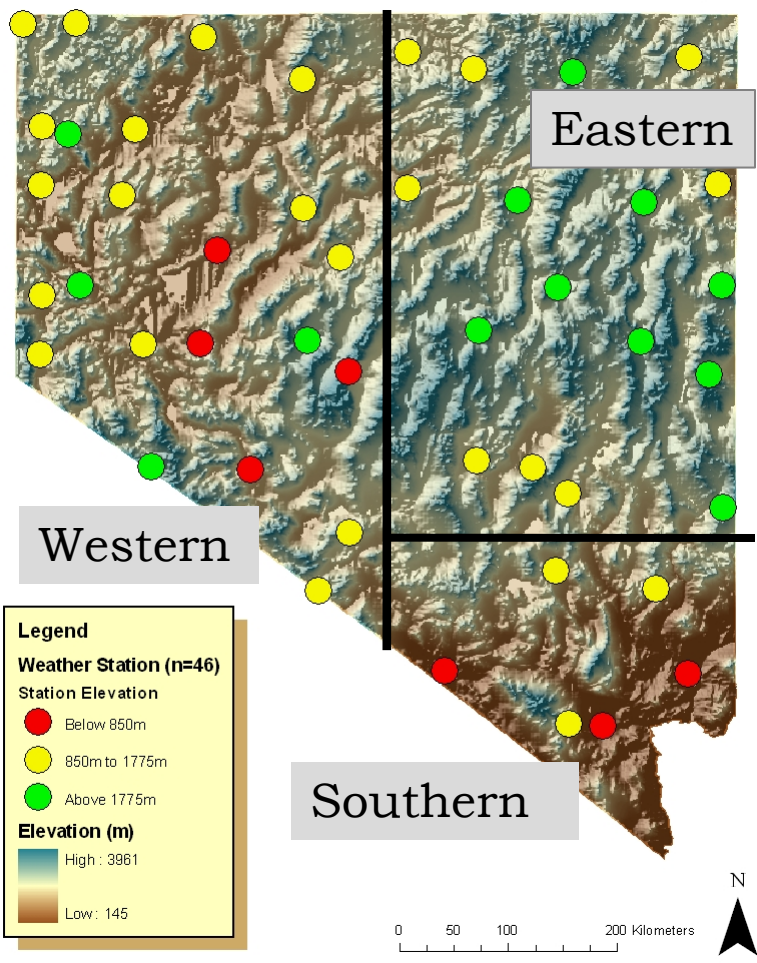 Eastern
Western
Southern
Legend
Weather Station (n=46)
Station Elevation
Below 850m
850m to 1775m
Above 1775m
Elevation (m)
High : 3961
Low : 145
N
0 50 100 200 Kilometers